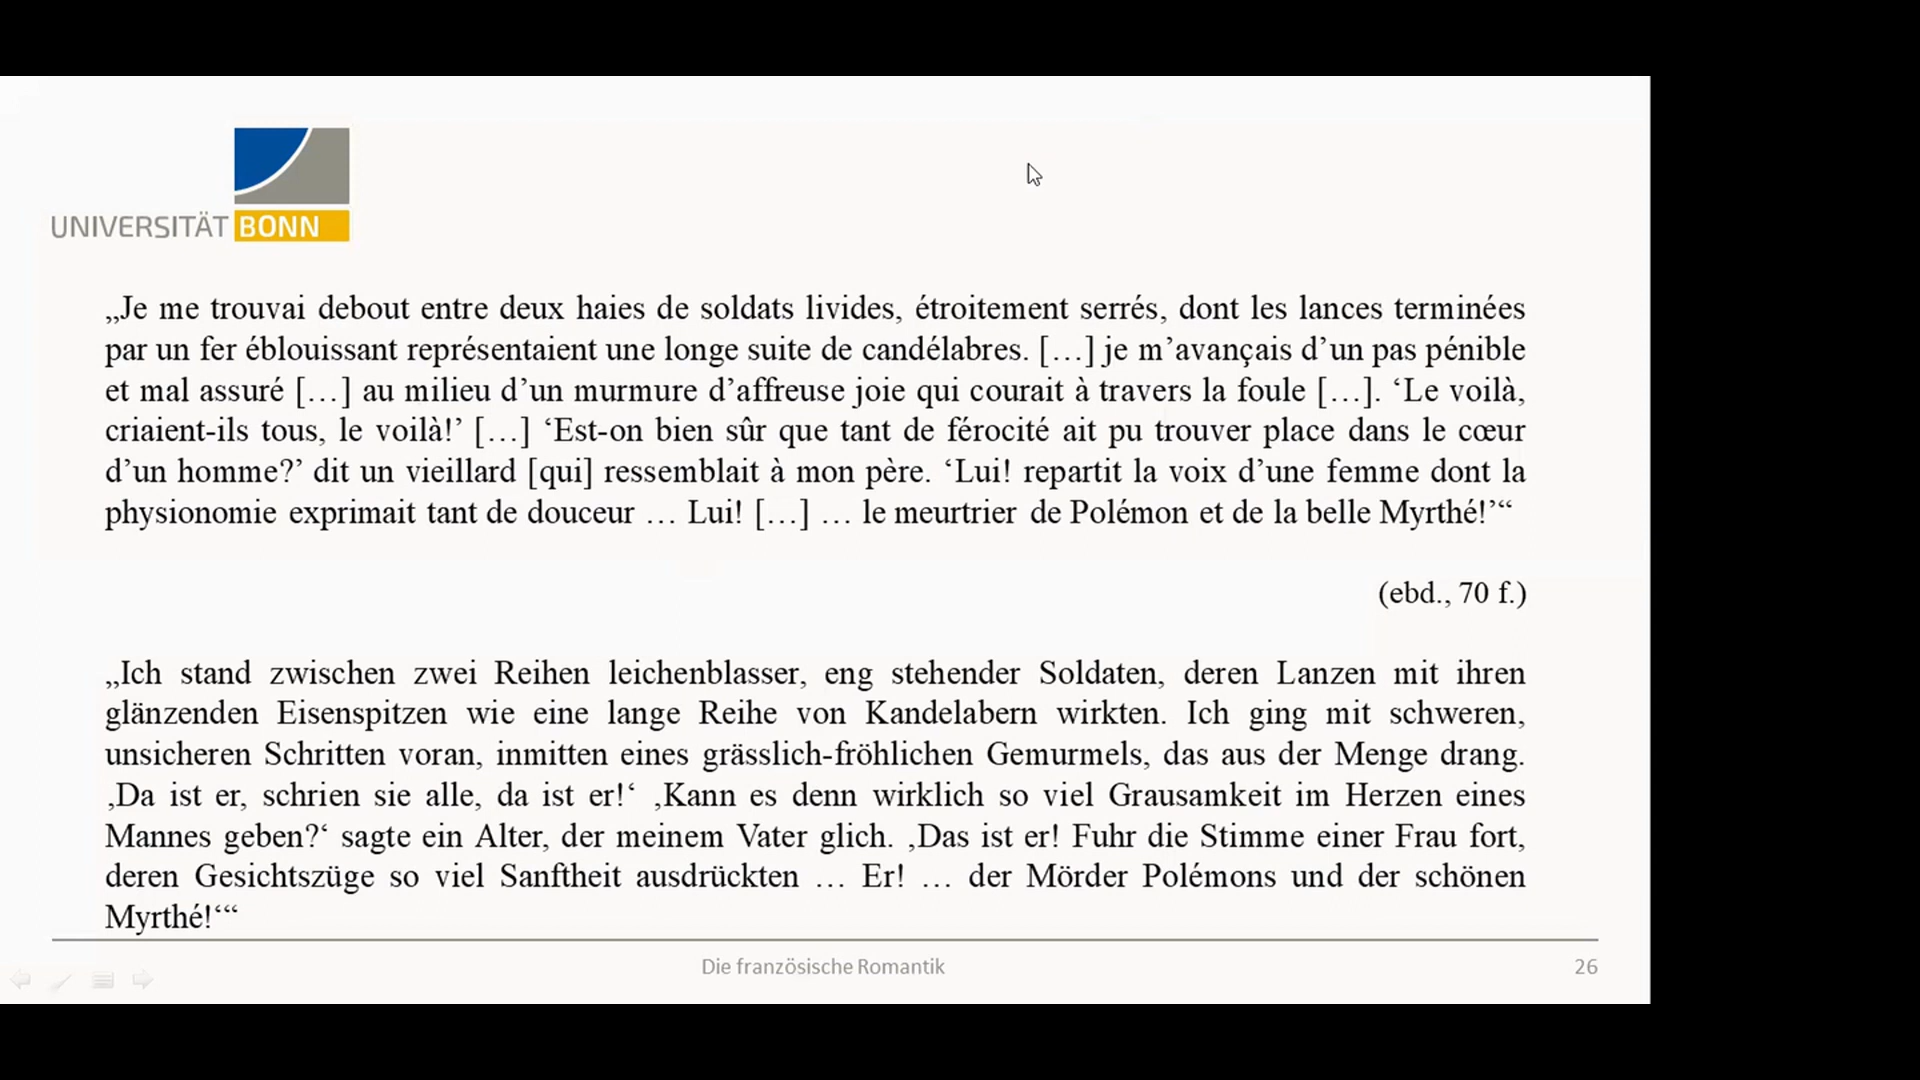 UNIVERSITÄT BONN
„Je me trouvai debout entre deux haies de soldats livides, étroitement serrés, dont les lances terminées
par un fer éblouissant représentaient une longe suite de candélabres. […] je m’avançais d’un pas pénible
et mal assuré […] au milieu d’un murmure d’affreuse joie qui courait à travers la foule […]. ‘Le voilà,
criaient-ils tous, le voilà!’ […] ‘Est-on bien sûr que tant de férocité ait pu trouver place dans le cœur
d’un homme?’ dit un vieillard [qui] ressemblait à mon père. ‘Lui! repartit la voix d’une femme dont la
physionomie exprimait tant de douceur … Lui! […] … le meurtrier de Polémon et de la belle Myrthé!’“
(ebd., 70 f.)
„Ich stand zwischen zwei Reihen leichenblasser, eng stehender Soldaten, deren Lanzen mit ihren
glänzenden Eisenspitzen wie eine lange Reihe von Kandelabern wirkten. Ich ging mit schweren,
unsicheren Schritten voran, inmitten eines grässlich-fröhlichen Gemurmels, das aus der Menge drang.
‚Da ist er, schrien sie alle, da ist er!‘ ‚Kann es denn wirklich so viel Grausamkeit im Herzen eines
Mannes geben?‘ sagte ein Alter, der meinem Vater glich. ‚Das ist er! Fuhr die Stimme einer Frau fort,
deren Gesichtszüge so viel Sanftheit ausdrückten … Er! … der Mörder Polémons und der schönen
Myrthé!‘“
Die französische Romantik
26